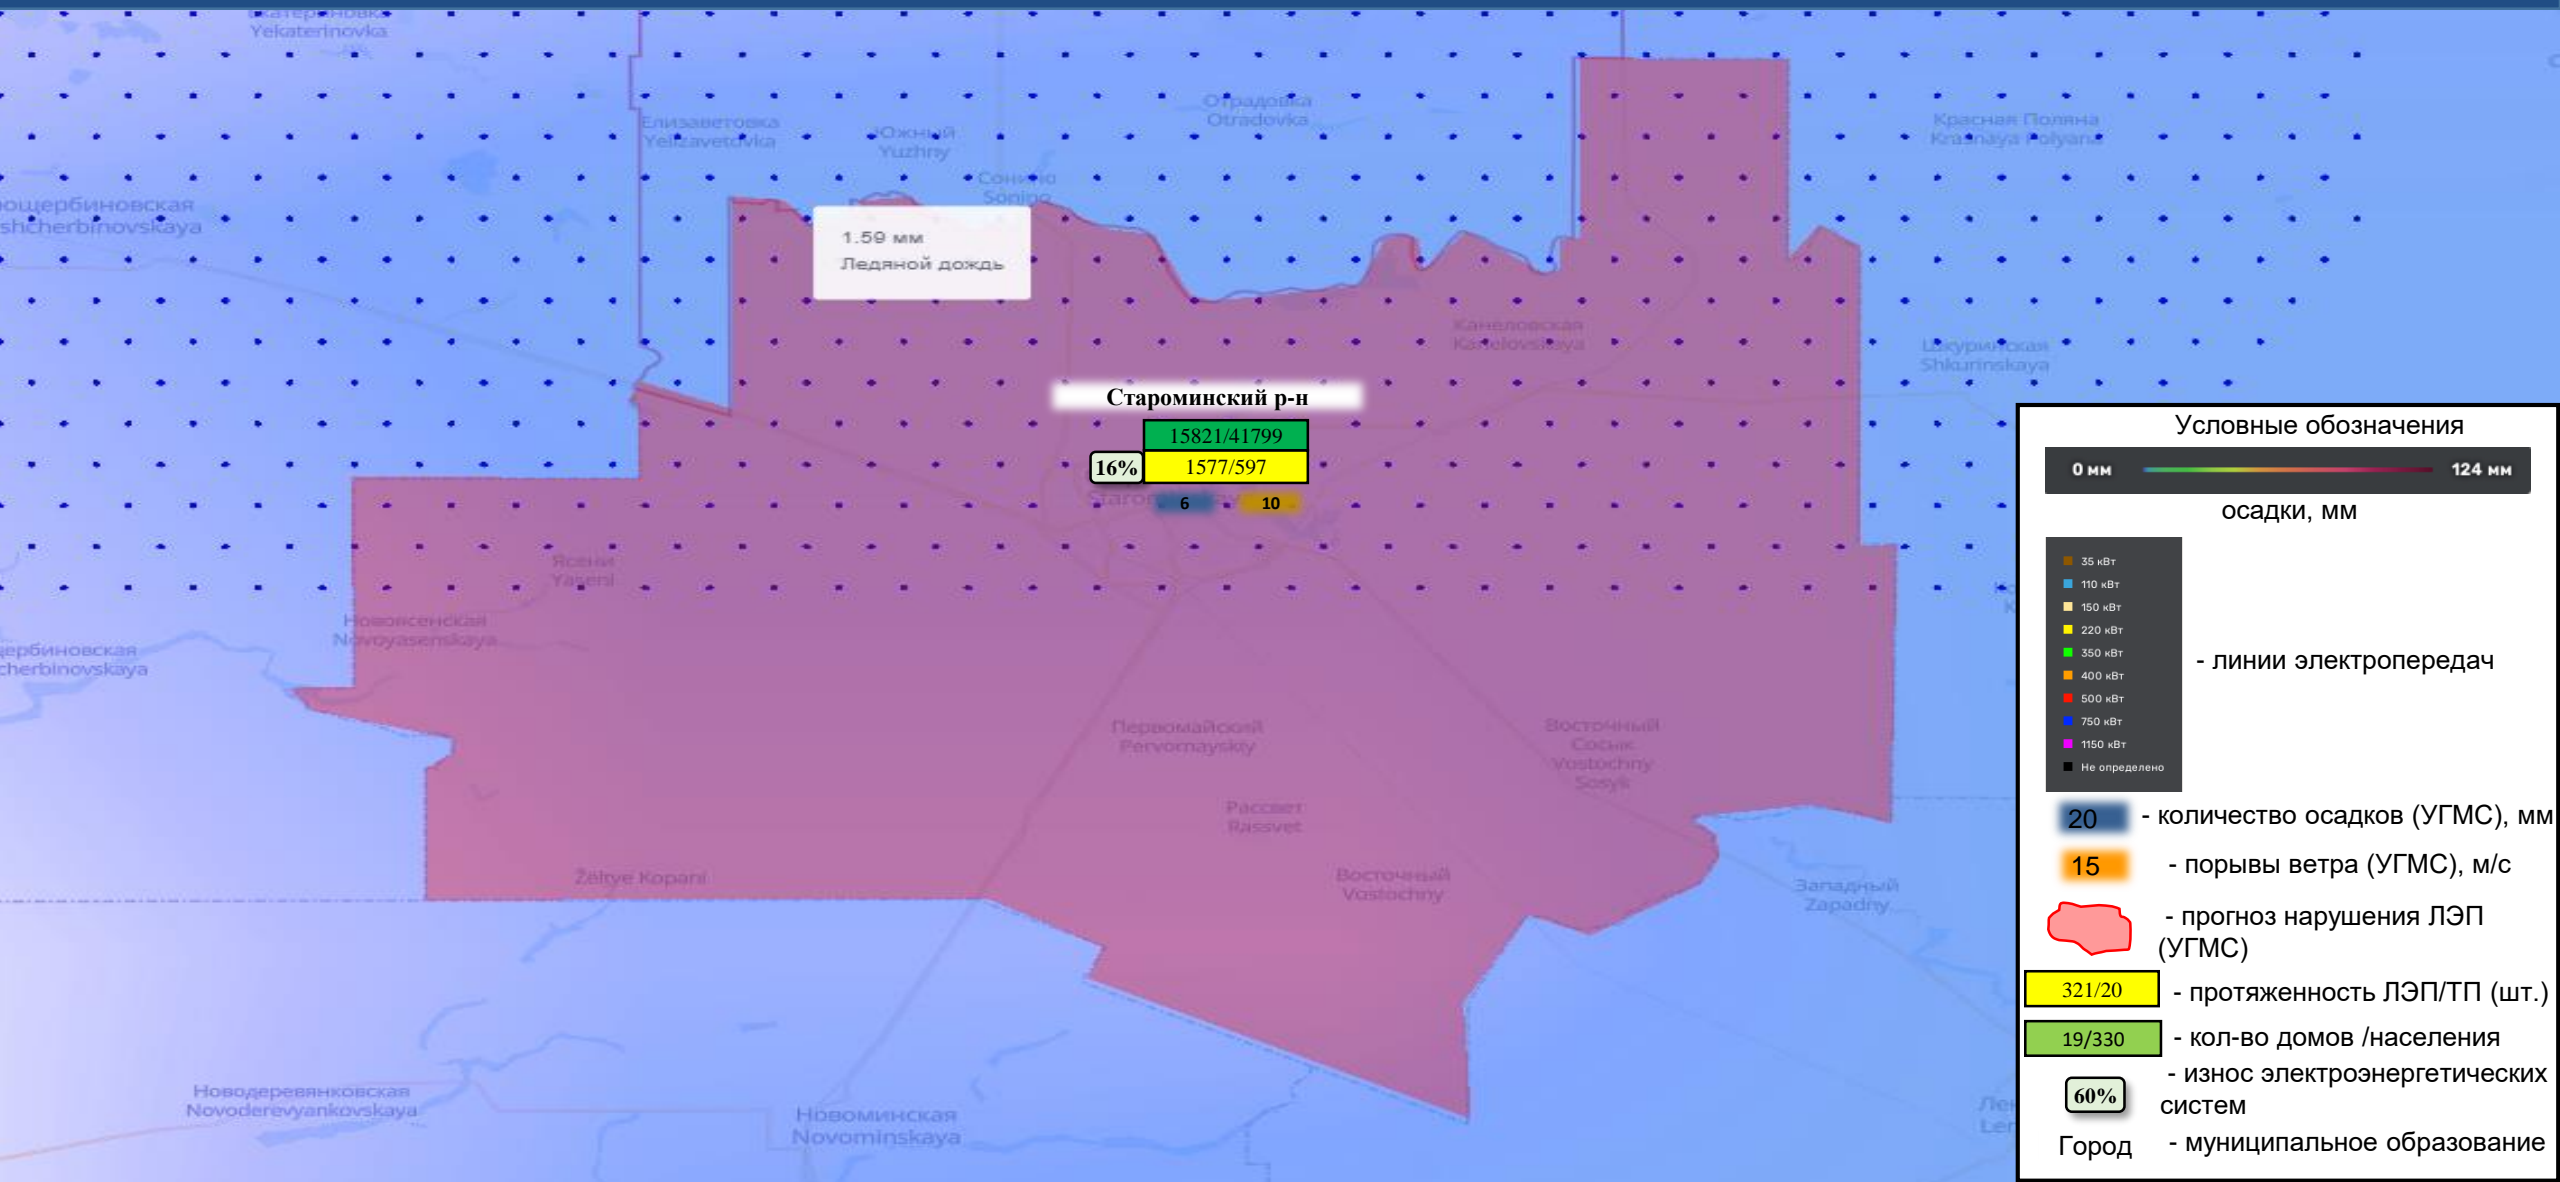 Yekaterinovka
Елизаветовка
Yelizavetovka
Южный
Yuzhny
Сонино
Sonino
Отрадовка
Otradovka
Красная Поляна
Krasnaya Polyana
ощербиновская
shcherbinovskaya
1.59 мм
Ледяной дождь
Канеловская
Kanelovskaya
Шкуринская
Shkurinskaya
Староминский р-н
15821/41799
16%
1577/597
6
10
Ясени
Yaseni
Новоясенская
Novoyasenskaya
щербиновская
cherbinovskaya
Первомайский
Pervomayskiy
Восточный
Сосык
Vostochny
Sosyk
Рассвет
Rassvet
Žëltye Kopani
Восточный
Vostochny
Западный
Zapadny
Новодеревянковская
Novoderevyankovskaya
Новоминская
Novominskaya
Условные обозначения
0 мм
124 мм
осадки, мм
35 кВт
110 кВт
150 кВт
220 кВт
350 кВт
400 кВт
500 кВт
750 кВт
1150 кВт
Не определено
- линии электропередач
20 - количество осадков (УГМС), мм
15 - порывы ветра (УГМС), м/с
- прогноз нарушения ЛЭП
(УГМС)
321/20 - протяженность ЛЭП/ТП (шт.)
19/330 - кол-во домов /населения
60% - износ электроэнергетических
систем
Город - муниципальное образование